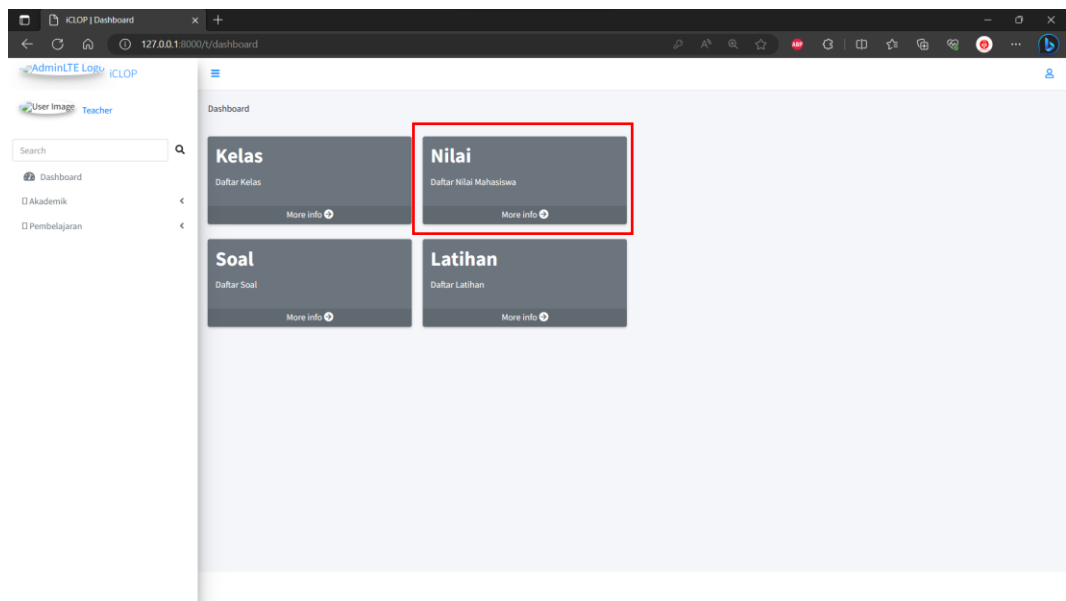 iCLOP | Dashboard
127.0.0.1:8000/t/dashboard
ABP
AdminLTE Logo iCLOP
User Image Teacher
Search
Dashboard
Akademik
Pembelajaran
Dashboard
Kelas
Daftar Kelas
More info
Nilai
Daftar Nilai Mahasiswa
More info
Soal
Daftar Soal
More info
Latihan
Daftar Latihan
More info